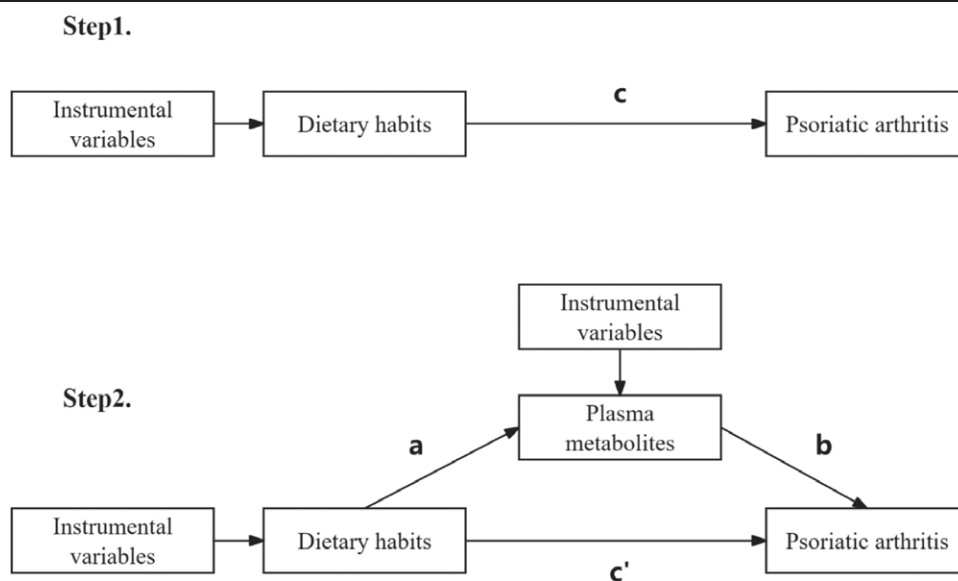 Step1.
Instrumental
variables
Dietary habits
c
Psoriatic arthritis
Instrumental
variables
Step2.
Plasma
metabolites
a
b
Instrumental
variables
Dietary habits
c'
Psoriatic arthritis